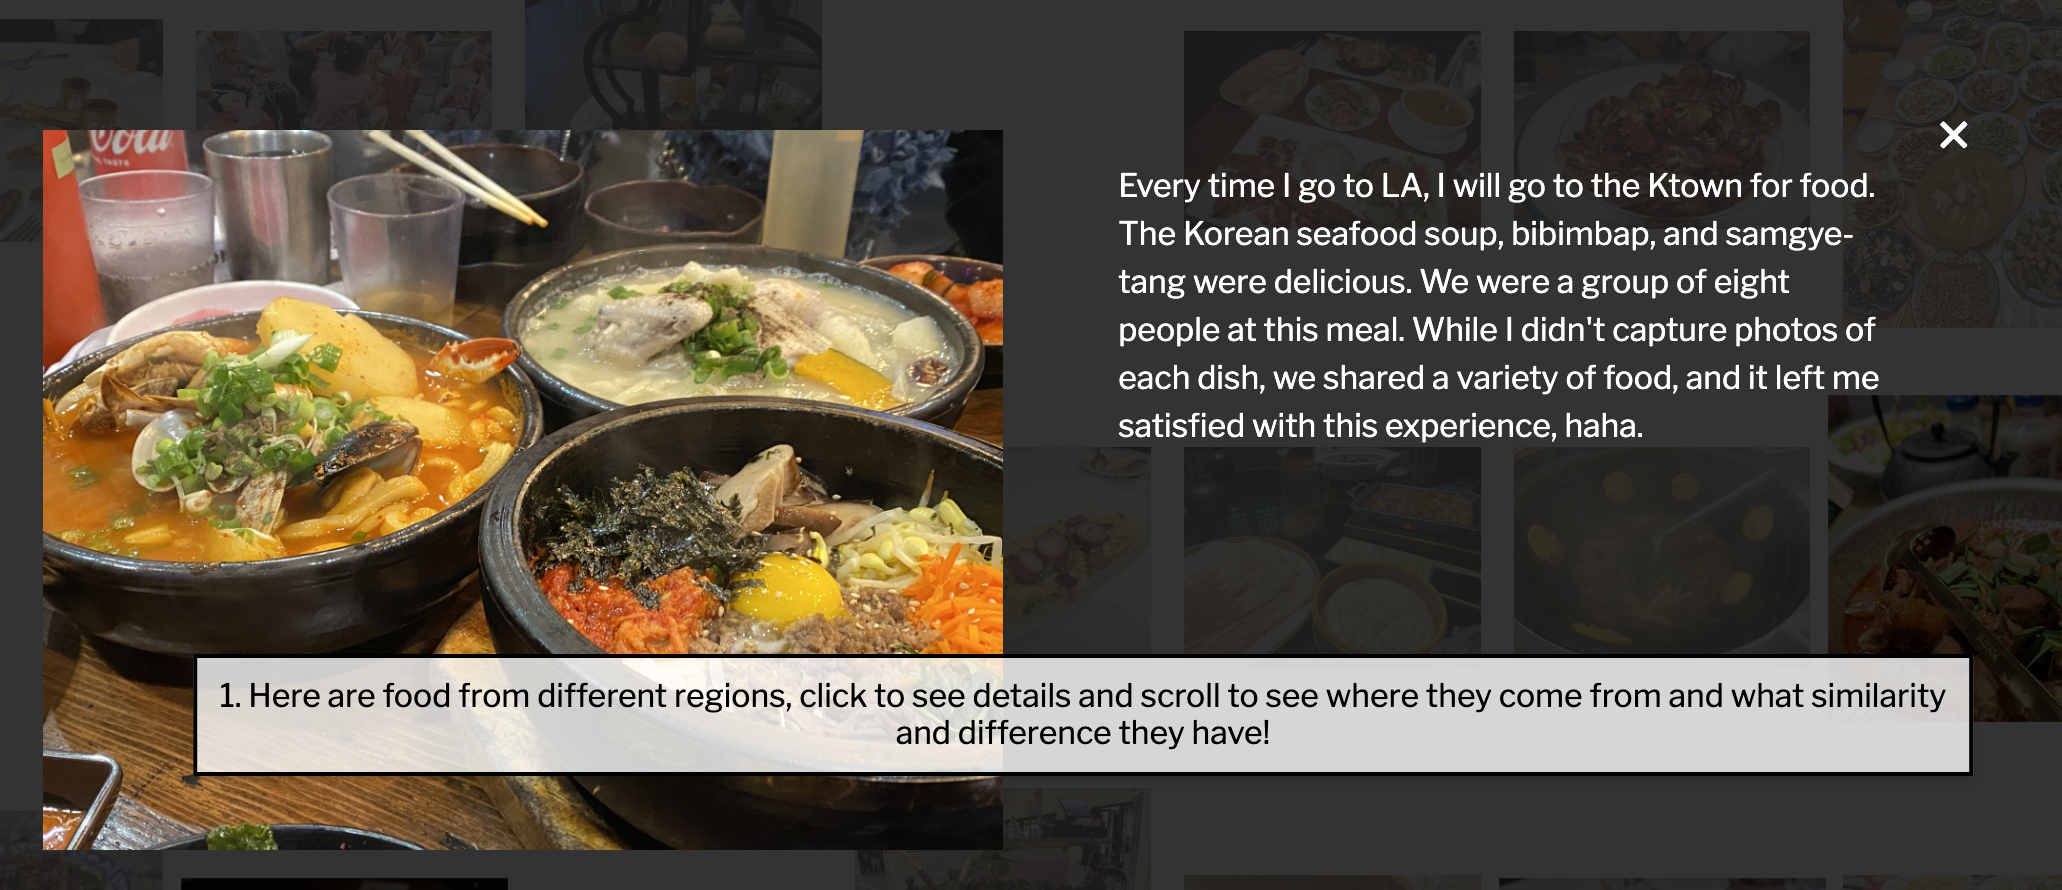 Cola
TASTE
Every time I go to LA, I will go to the Ktown for food.
The Korean seafood soup, bibimbap, and samgye-
tang were delicious. We were a group of eight
people at this meal. While I didn't capture photos of
each dish, we shared a variety of food, and it left me
satisfied with this experience, haha.
1. Here are food from different regions, click to see details and scroll to see where they come from and what similarity
and difference they have!